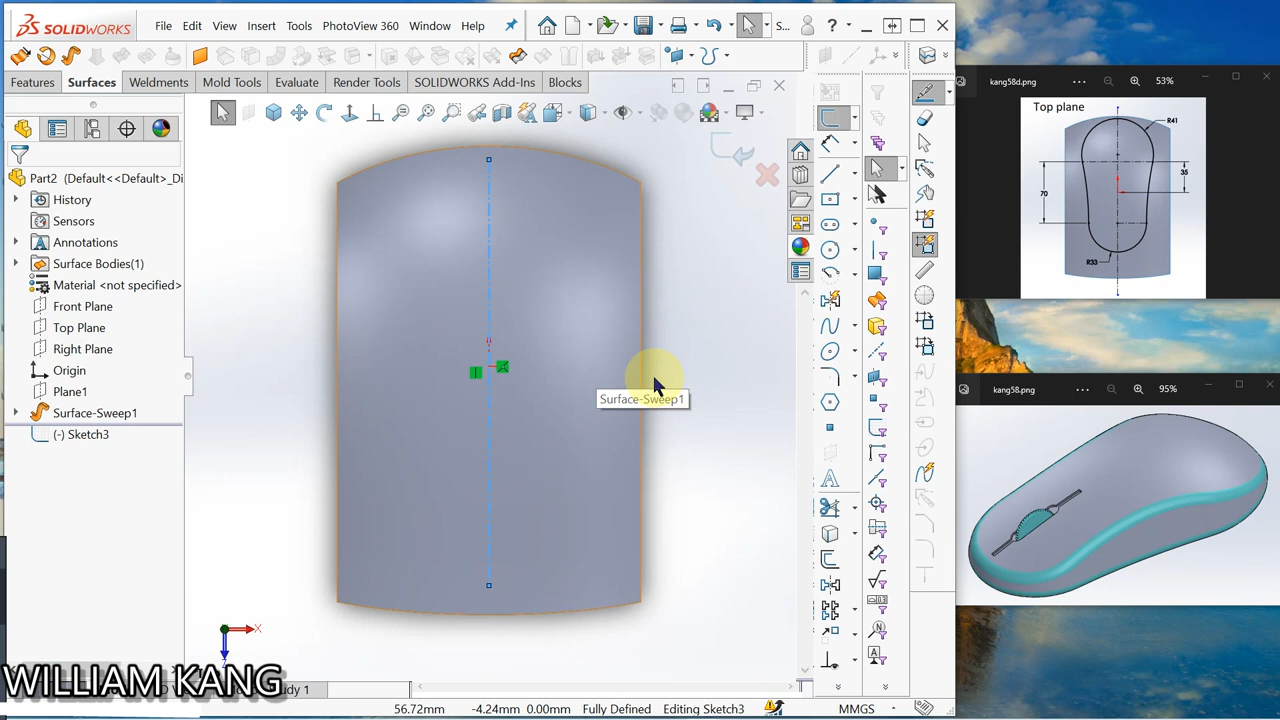 SOLIDWORKS File Edit View Insert Tools PhotoView 360 Window Help S... ?
Features Surfaces Weldments Mold Tools Evaluate Render Tools SOLIDWORKS Add-Ins Blocks
Part2 (Default<<Default>_Di
History
Sensors
Annotations
Surface Bodies(1)
Material <not specified>
Front Plane
Top Plane
Right Plane
Origin
Plane1
Surface-Sweep1
(-) Sketch3
Surface-Sweep1
X
WILLIAM KANG
udy 1
56.72mm -4.24mm 0.00mm Fully Defined Editing Sketch3 MMGS
kang58d.png ... 53%
Top plane
R41
35
70
R33
kang58.png ... 95%